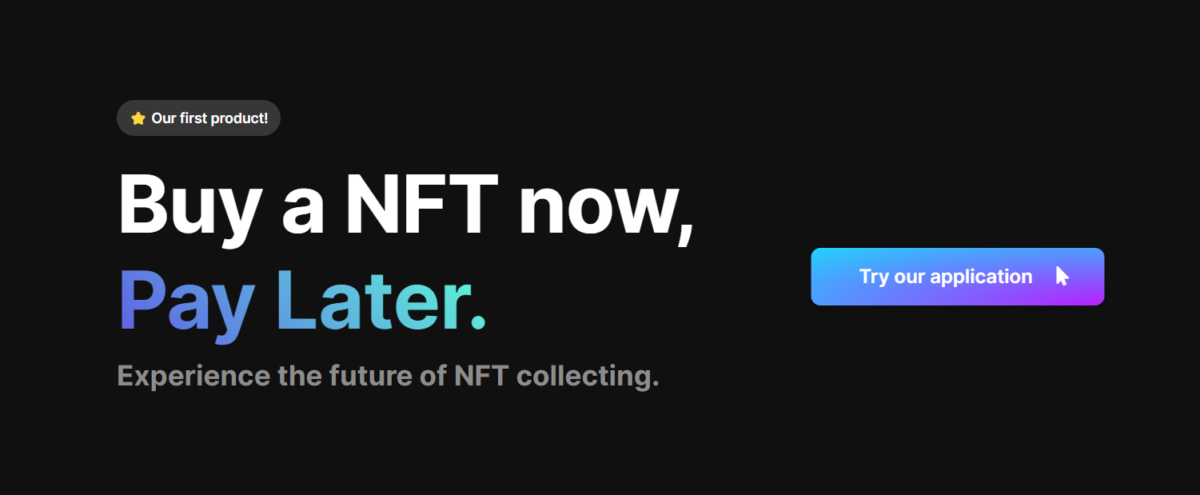 Our first product!
Buy a NFT now,
Pay Later.
Experience the future of NFT collecting.
Try our application